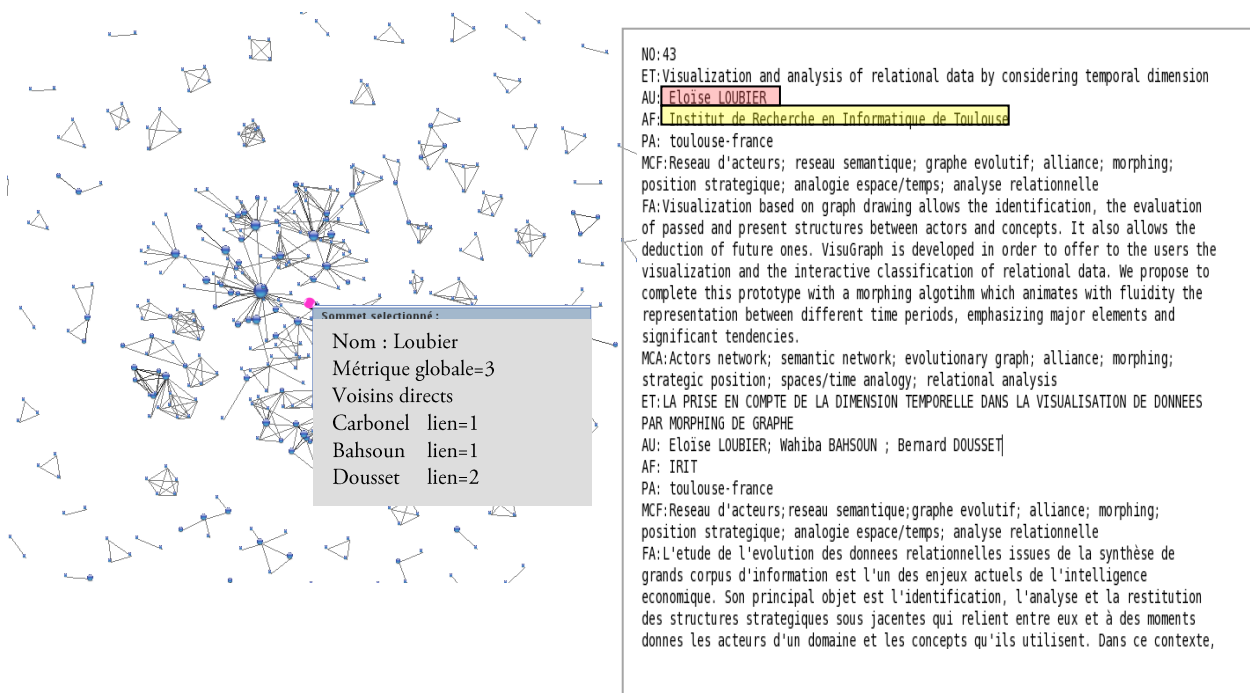 Sommet selectionné :
Nom : Loubier
Métrique globale=3
Voisins directs
Carbonel lien=1
Bahsoun lien=1
Dousset lien=2
NO:43
ET:Visualization and analysis of relational data by considering temporal dimension
AU: Eloïse LOUBIER
AF: Institut de Recherche en Informatique de Toulouse
PA: toulouse-france
MCF:Reseau d'acteurs; reseau semantique; graphe evolutif; alliance; morphing;
position strategique; analogie espace/temps; analyse relationnelle
FA:Visualization based on graph drawing allows the identification, the evaluation
of passed and present structures between actors and concepts. It also allows the
deduction of future ones. VisuGraph is developed in order to offer to the users the
visualization and the interactive classification of relational data. We propose to
complete this prototype with a morphing algotihm which animates with fluidity the
representation between different time periods, emphasizing major elements and
significant tendencies.
MCA:Actors network; semantic network; evolutionary graph; alliance; morphing;
strategic position; spaces/time analogy; relational analysis
ET:LA PRISE EN COMPTE DE LA DIMENSION TEMPORELLE DANS LA VISUALISATION DE DONNEES
PAR MORPHING DE GRAPHE
AU: Eloïse LOUBIER; Wahiba BAHSOUN ; Bernard DOUSSET
AF: IRIT
PA: toulouse-france
MCF:Reseau d'acteurs;reseau semantique;graphe evolutif; alliance; morphing;
position strategique; analogie espace/temps; analyse relationnelle
FA:L'etude de l'evolution des donnees relationnelles issues de la synthèse de
grands corpus d'information est l'un des enjeux actuels de l'intelligence
economique. Son principal objet est l'identification, l'analyse et la restitution
des structures strategiques sous jacentes qui relient entre eux et à des moments
donnes les acteurs d'un domaine et les concepts qu'ils utilisent. Dans ce contexte,